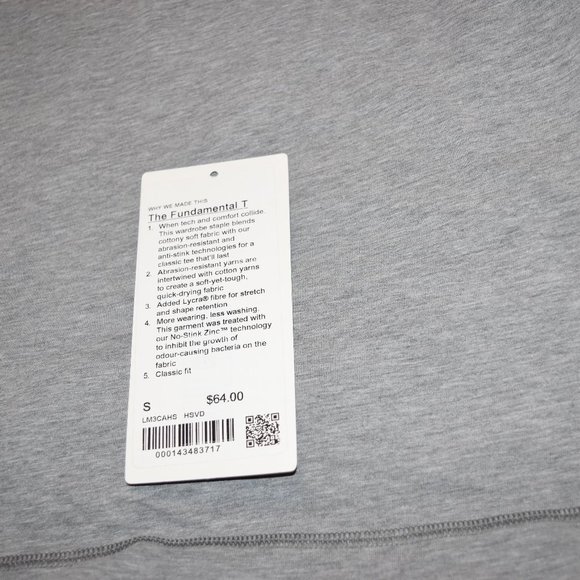 WHY WE MADE THIS
The Fundamental T
1. When tech and comfort collide.
This wardrobe staple blends
cottony soft fabric with our
abrasion-resistant and
anti-stink technologies for a
classic tee that'll last
2. Abrasion-resistant yarns are
intertwined with cotton yarns
to create a soft-yet-tough,
quick-drying fabric
3. Added Lycra® fibre for stretch
and shape retention
4. More wearing, less washing.
This garment was treated with
our No-Stink Zinc™ technology
to inhibit the growth of
odour-causing bacteria on the
fabric
5. Classic fit
S $64.00
LM3CAHS HSVD
000143483717